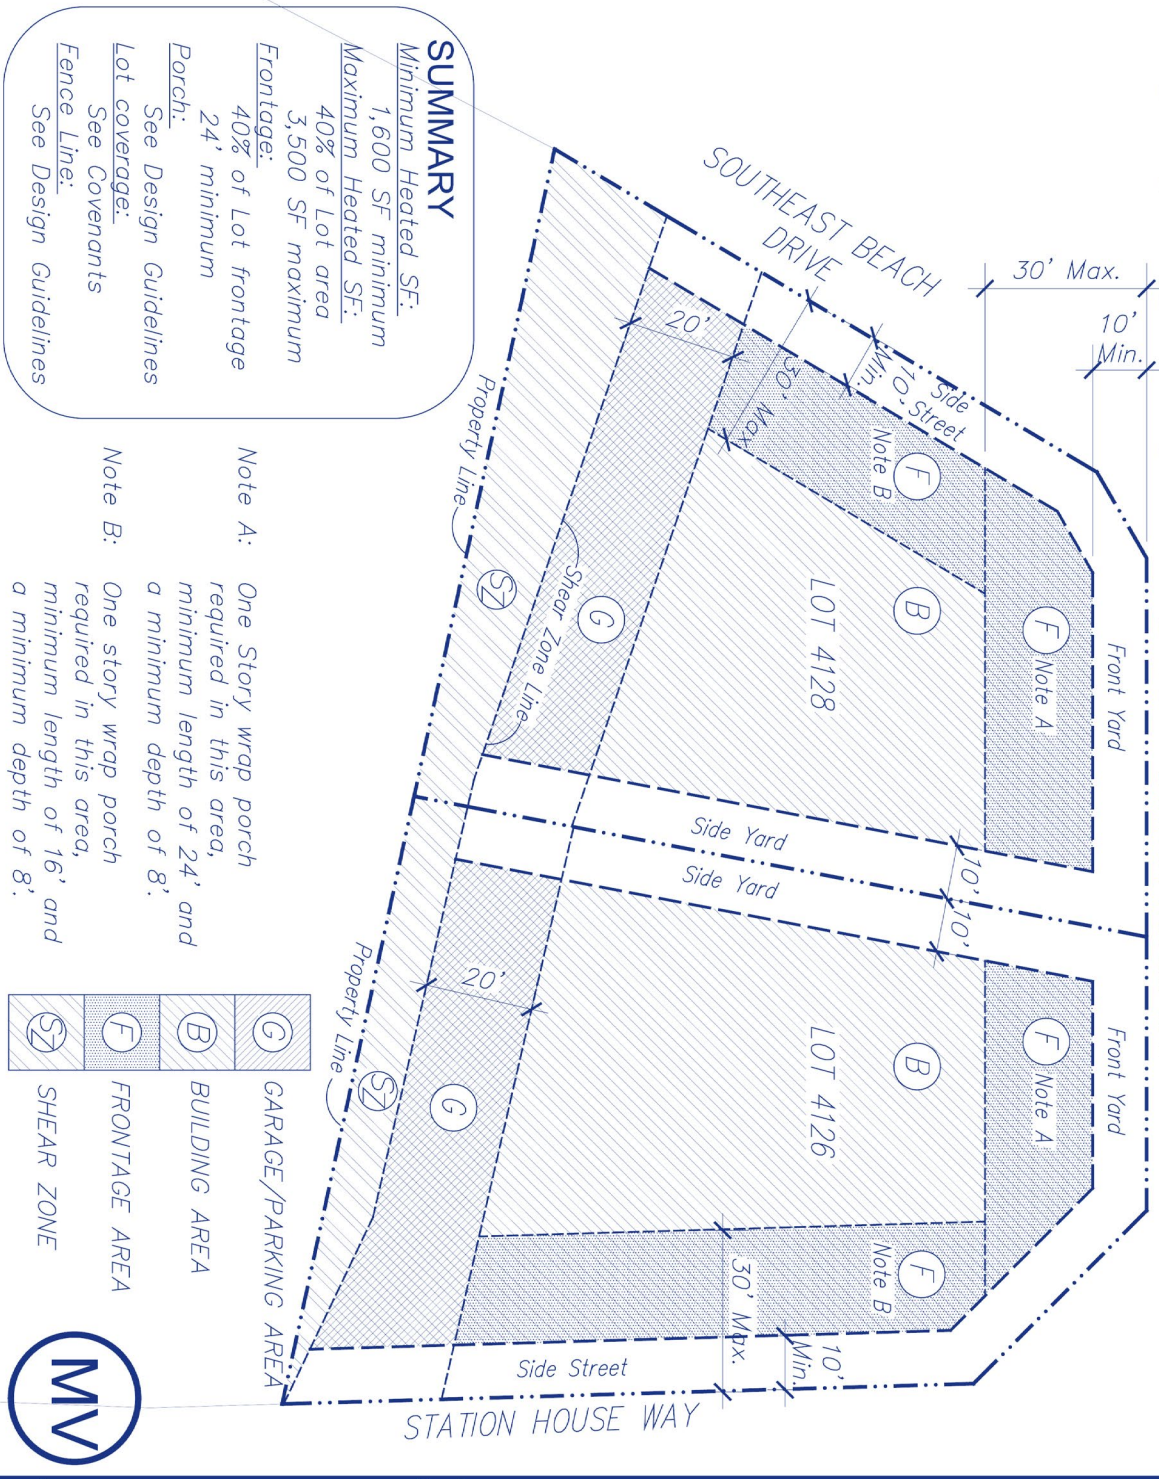 SOUTHEAST BEACH
DRIVE
30' Max.
10'
Min.
20'
30' Max
10'
Min.
Side
Street
F
Note B
F
Note A
Front Yard
LOT 4128
B
G
SZ
Shear Zone Line
Property Line
Side Yard
Side Yard
10'
10'
20'
LOT 4126
B
F
Note A
Front Yard
F
Note B
G
SZ
Property Line
30' Max.
10'
Min.
Side Street
STATION HOUSE WAY
SUMMARY
Minimum Heated SF:
1,600 SF minimum
Maximum Heated SF:
40% of Lot area
3,500 SF maximum
Frontage:
40% of Lot frontage
24' minimum
Porch:
See Design Guidelines
Lot coverage:
See Covenants
Fence Line:
See Design Guidelines
Note A: One Story wrap porch
required in this area,
minimum length of 24' and
a minimum depth of 8'.
Note B: One story wrap porch
required in this area,
minimum length of 16' and
a minimum depth of 8'.
G GARAGE/PARKING AREA
B BUILDING AREA
F FRONTAGE AREA
SZ SHEAR ZONE
MV